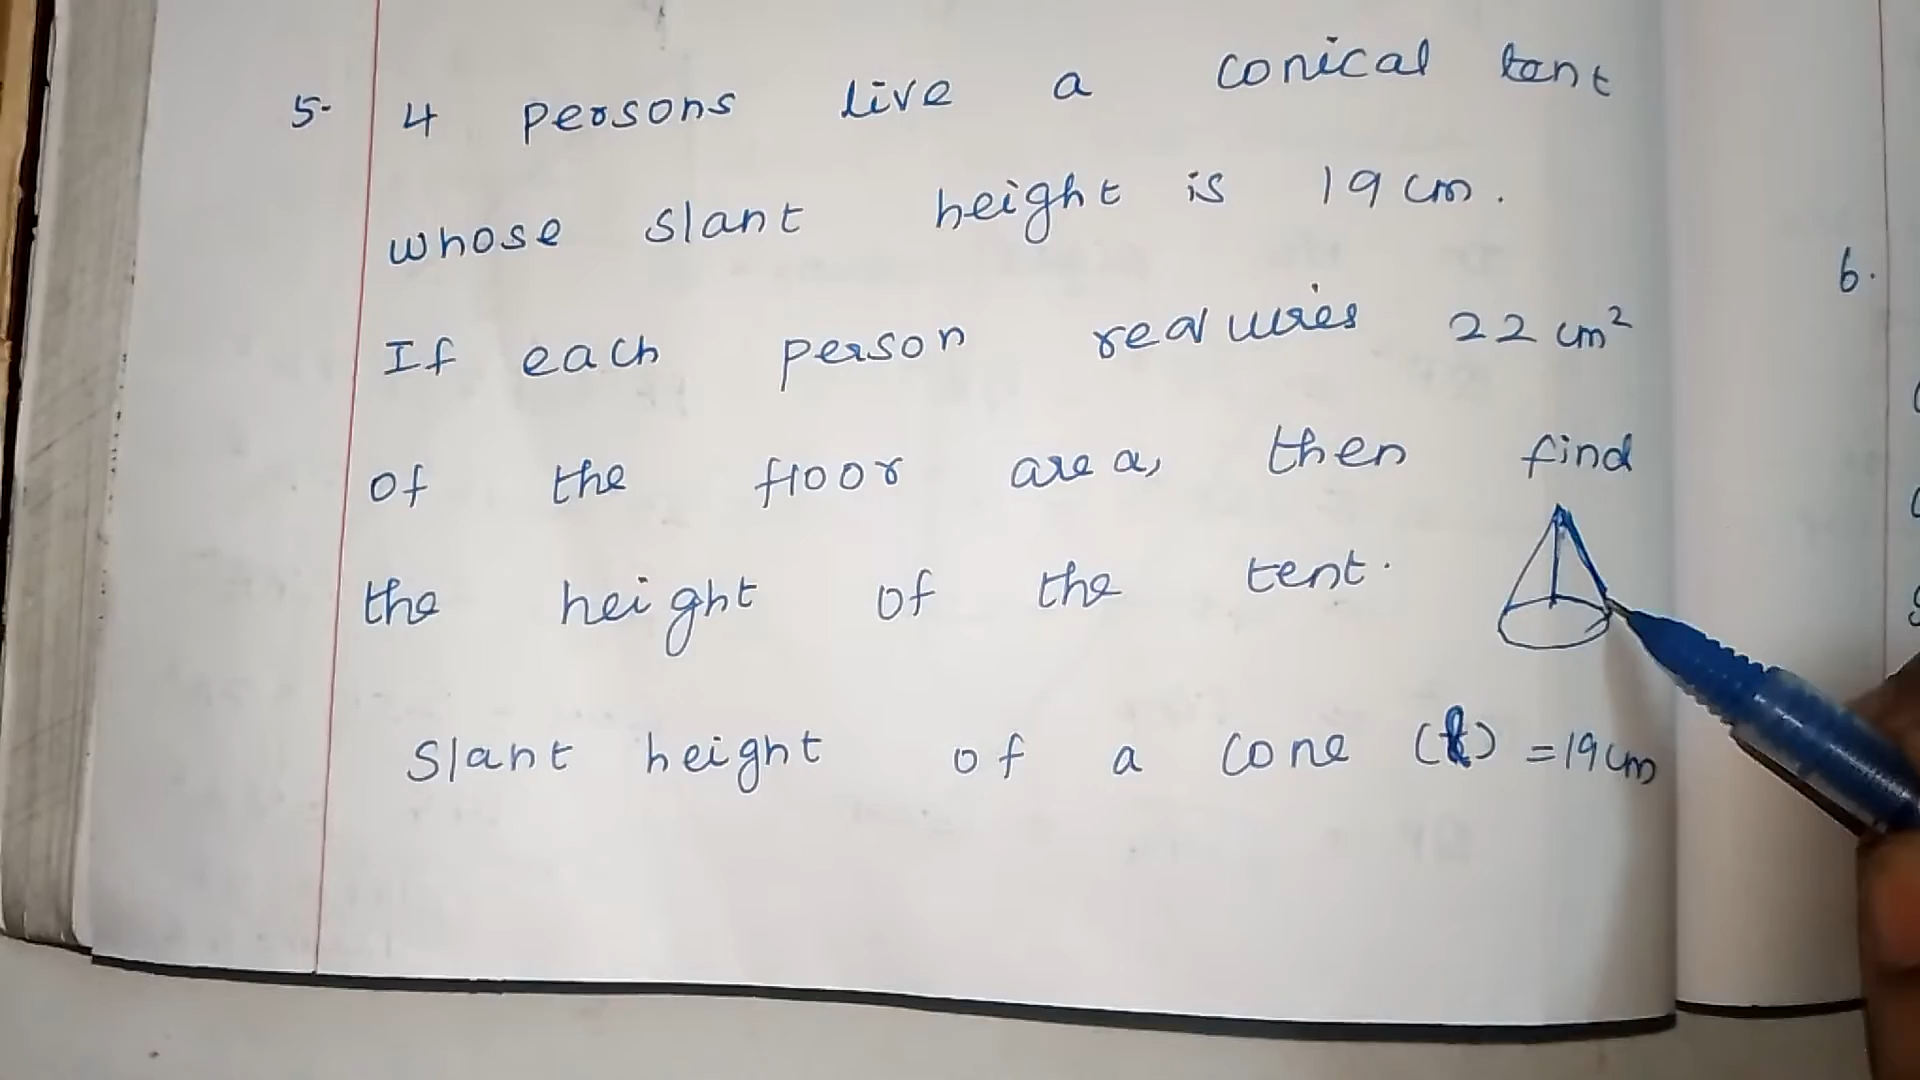 5. 4 persons live a conical tent
whose slant height is 19 cm.
If each person requires 22 cm²
of the floor area, then find
the height of the tent.
Slant height of a cone (l) = 19 cm
6.